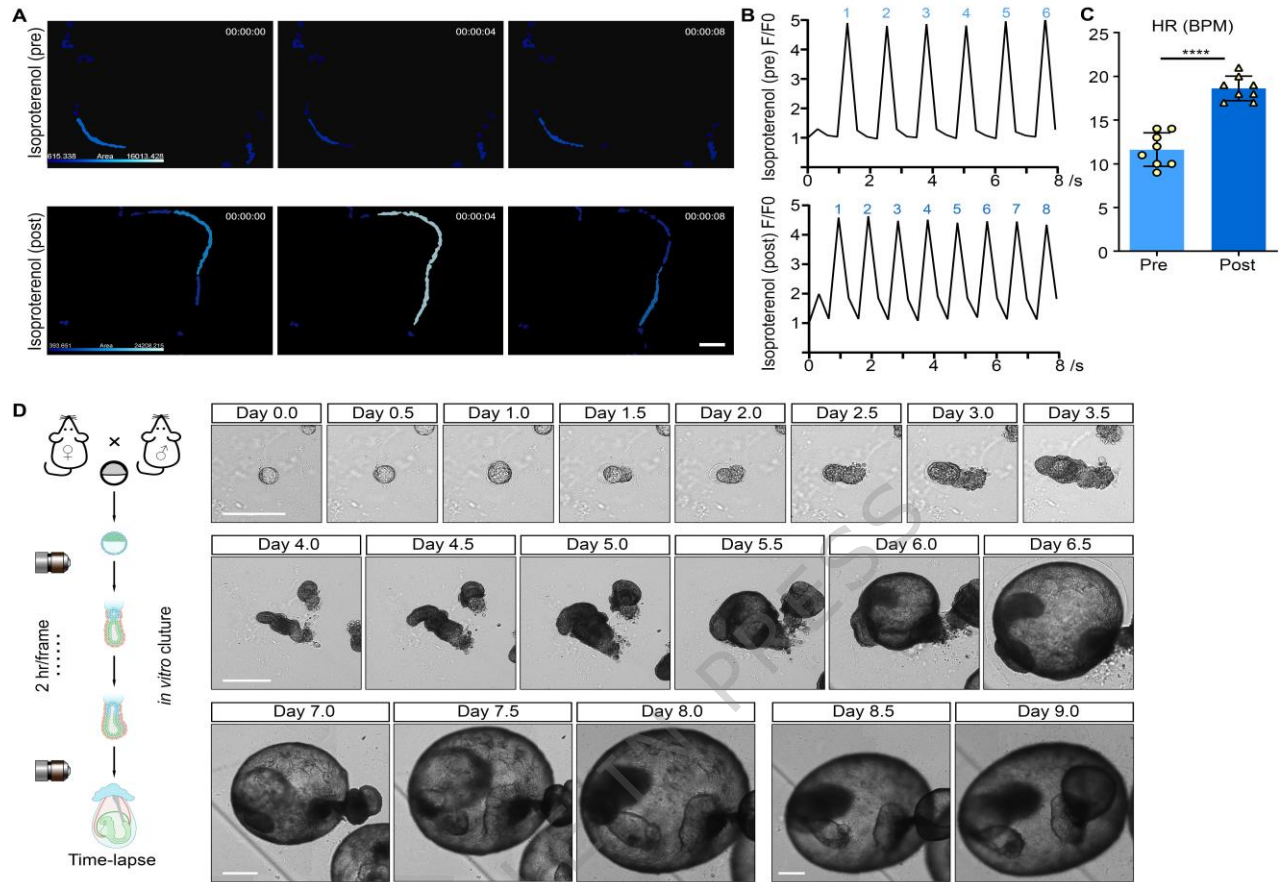 A
Isoproterenol (pre)
00:00:00
00:00:04
00:00:08
615.338 Area 16013.428
Isoproterenol (post)
00:00:00
00:00:04
00:00:08
393.651 Area 24208.215
B
Isoproterenol (pre) F/F0
1 2 3 4 5 6
5
4
3
2
1
0
0 2 4 6 8 /s
Isoproterenol (post) F/F0
1 2 3 4 5 6 7 8
5
4
3
2
1
0 2 4 6 8 /s
C
HR (BPM)
****
25
20
15
10
5
0
Pre Post
D
♀ × ♂
2 hr/frame
in vitro cluture
Time-lapse
Day 0.0 Day 0.5 Day 1.0 Day 1.5 Day 2.0 Day 2.5 Day 3.0 Day 3.5
Day 4.0 Day 4.5 Day 5.0 Day 5.5 Day 6.0 Day 6.5
Day 7.0 Day 7.5 Day 8.0 Day 8.5 Day 9.0
PRESS